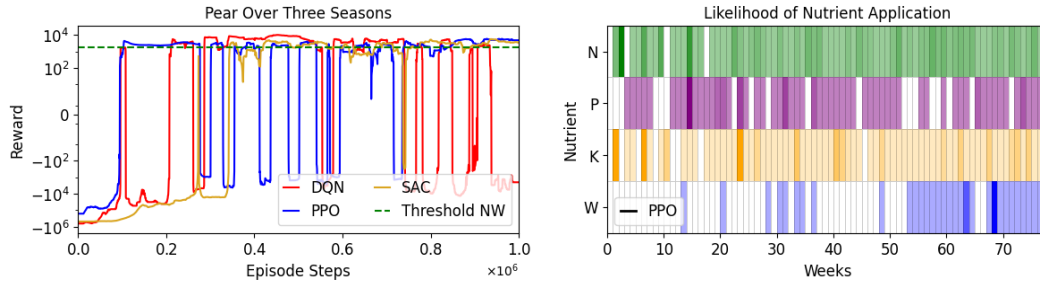 Pear Over Three Seasons
Reward
10^4
10^2
0
−10^2
−10^4
−10^6
0.0 0.2 0.4 0.6 0.8 1.0
×10^6
Episode Steps
DQN
PPO
SAC
Threshold NW
Likelihood of Nutrient Application
Nutrient
N
P
K
W
PPO
0 10 20 30 40 50 60 70
Weeks